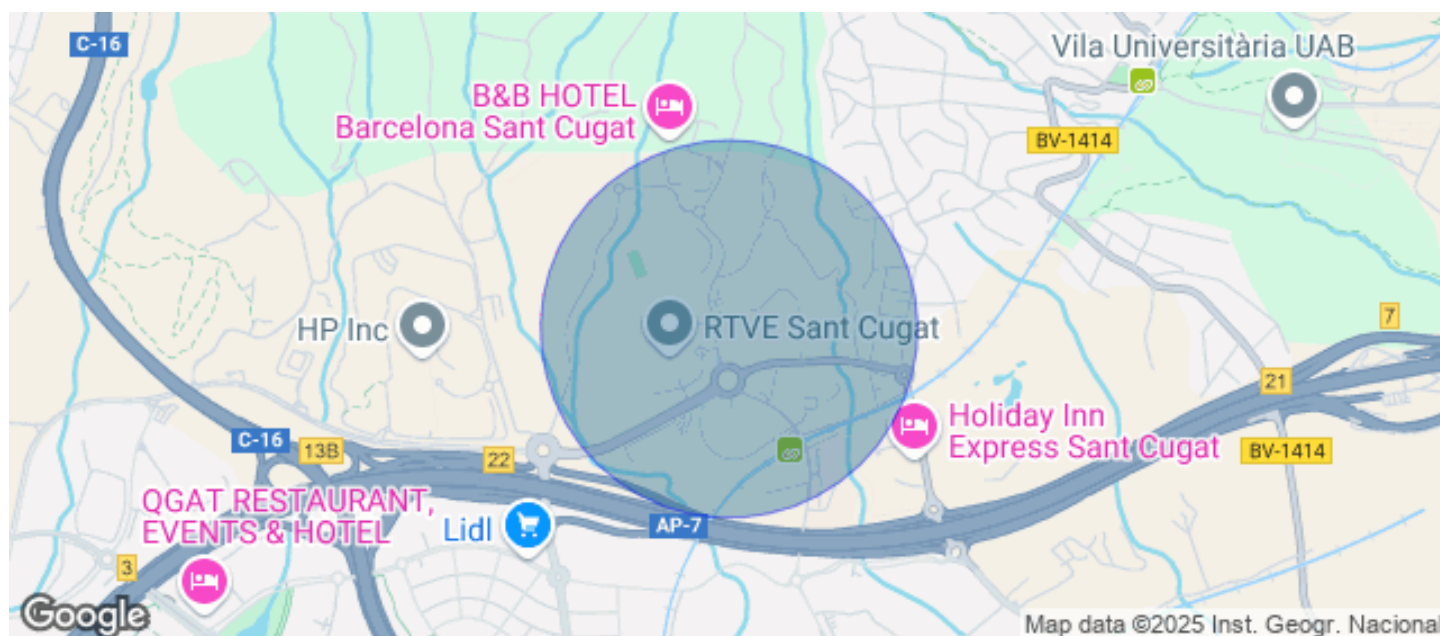 C-16
Vila Universitària UAB
B&B HOTEL
Barcelona Sant Cugat
BV-1414
HP Inc
RTVE Sant Cugat
7
21
Holiday Inn
Express Sant Cugat
C-16
13B
22
BV-1414
QGAT RESTAURANT,
EVENTS & HOTEL
Lidl
AP-7
3
Google
Map data ©2025 Inst. Geogr. Nacional